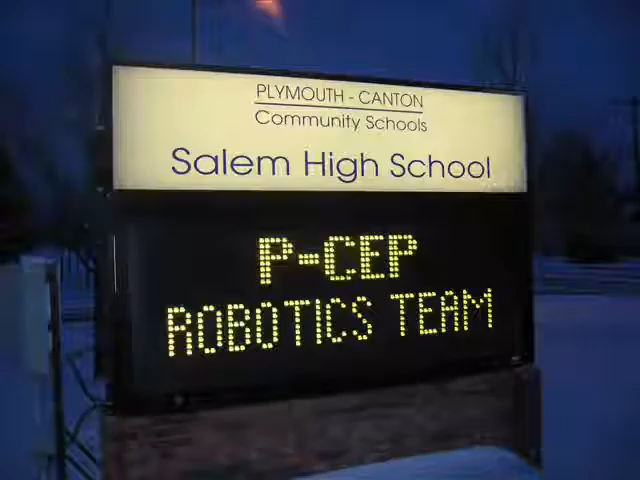 PLYMOUTH - CANTON
Community Schools
Salem High School
P-CEP
ROBOTICS TEAM